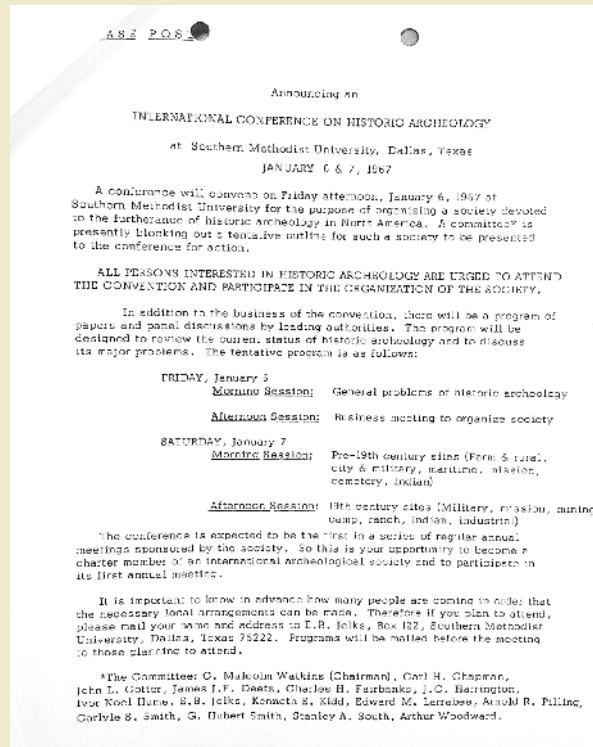 ASE POS
Announcing an
INTERNATIONAL CONFERENCE ON HISTORIC ARCHEOLOGY
at Southern Methodist University, Dallas, Texas
JANUARY 6 & 7, 1967
A conference will convene on Friday afternoon, January 6, 1967 at
Southern Methodist University for the purpose of organizing a society devoted
to the furtherance of historic archeology in North America. A committee* is
presently blocking out a tentative outline for such a society to be presented
to the conference for action.
ALL PERSONS INTERESTED IN HISTORIC ARCHEOLOGY ARE URGED TO ATTEND
THE CONVENTION AND PARTICIPATE IN THE ORGANIZATION OF THE SOCIETY.
In addition to the business of the convention, there will be a program of
papers and panel discussions by leading authorities. The program will be
designed to review the current status of historic archeology and to discuss
its major problems. The tentative program is as follows:
FRIDAY, January 6
Morning Session: General problems of historic archeology
Afternoon Session: Business meeting to organize society
SATURDAY, January 7
Morning Session: Pre-19th century sites (Farm & rural,
city & military, maritime, mission,
cemetery, Indian)
Afternoon Session: 19th century sites (Military, mission, mining
camp, ranch, Indian, industrial)
The conference is expected to be the first in a series of regular annual
meetings sponsored by the society. So this is your opportunity to become a
charter member of an international archeological society and to participate in
its first annual meeting.
It is important to know in advance how many people are coming in order that
the necessary local arrangements can be made. Therefore if you plan to attend,
please mail your name and address to E.B. Jelks, Box 122, Southern Methodist
University, Dallas, Texas 75222. Programs will be mailed before the meeting
to those planning to attend.
*The Committee: C. Malcolm Watkins (Chairman), Carl H. Chapman,
John L. Cotter, James J.F. Deets, Charles H. Fairbanks, J.C. Harrington,
Ivor Noel Hume, E.B. Jelks, Kenneth E. Kidd, Edward M. Larrabee, Arnold R. Pilling,
Carlyle S. Smith, G. Hubert Smith, Stanley A. South, Arthur Woodward.